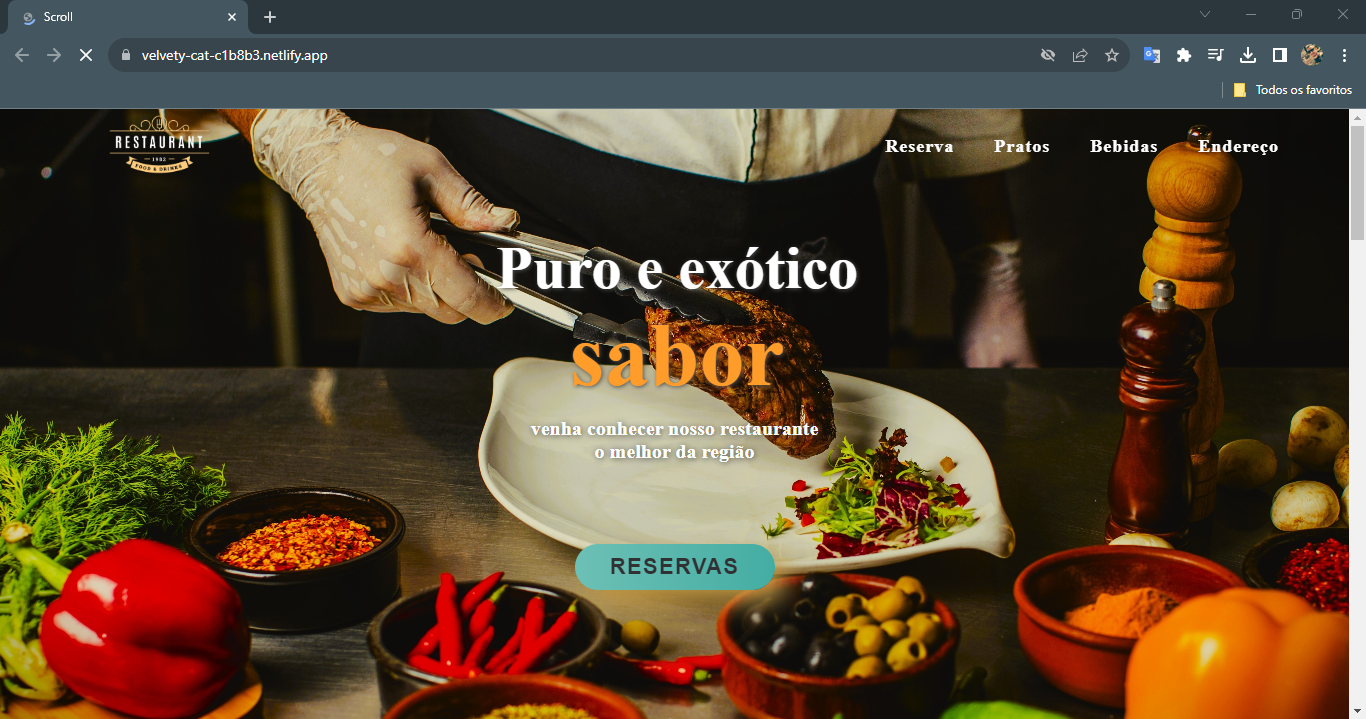 Scroll
velvety-cat-c1b8b3.netlify.app
Todos os favoritos
RESTAURANT
1982
FOOD & DRINKS
Reserva Pratos Bebidas Endereço
Puro e exótico
sabor
venha conhecer nosso restaurante
o melhor da região
RESERVAS